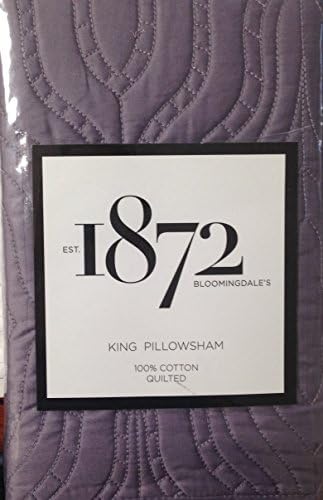 EST. 1872
BLOOMINGDALE'S
KING PILLOWSHAM
100% COTTON
QUILTED